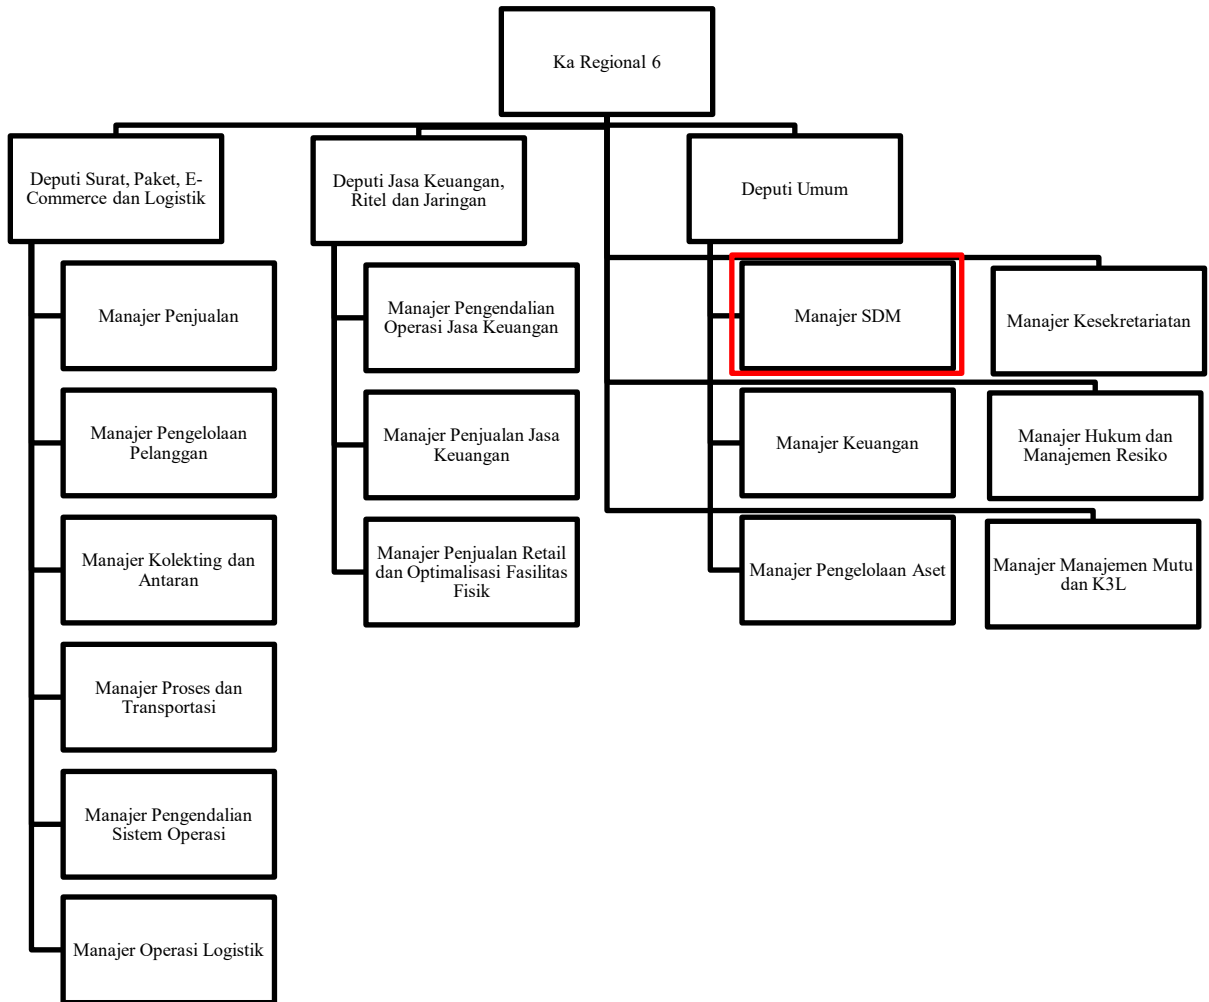 Ka Regional 6
Deputi Surat, Paket, E-
Commerce dan Logistik
Deputi Jasa Keuangan,
Ritel dan Jaringan
Deputi Umum
Manajer Penjualan
Manajer Pengelolaan
Pelanggan
Manajer Kolekting dan
Antaran
Manajer Proses dan
Transportasi
Manajer Pengendalian
Sistem Operasi
Manajer Operasi Logistik
Manajer Pengendalian
Operasi Jasa Keuangan
Manajer Penjualan Jasa
Keuangan
Manajer Penjualan Retail
dan Optimalisasi Fasilitas
Fisik
Manajer SDM
Manajer Keuangan
Manajer Pengelolaan Aset
Manajer Kesekretariatan
Manajer Hukum dan
Manajemen Resiko
Manajer Manajemen Mutu
dan K3L